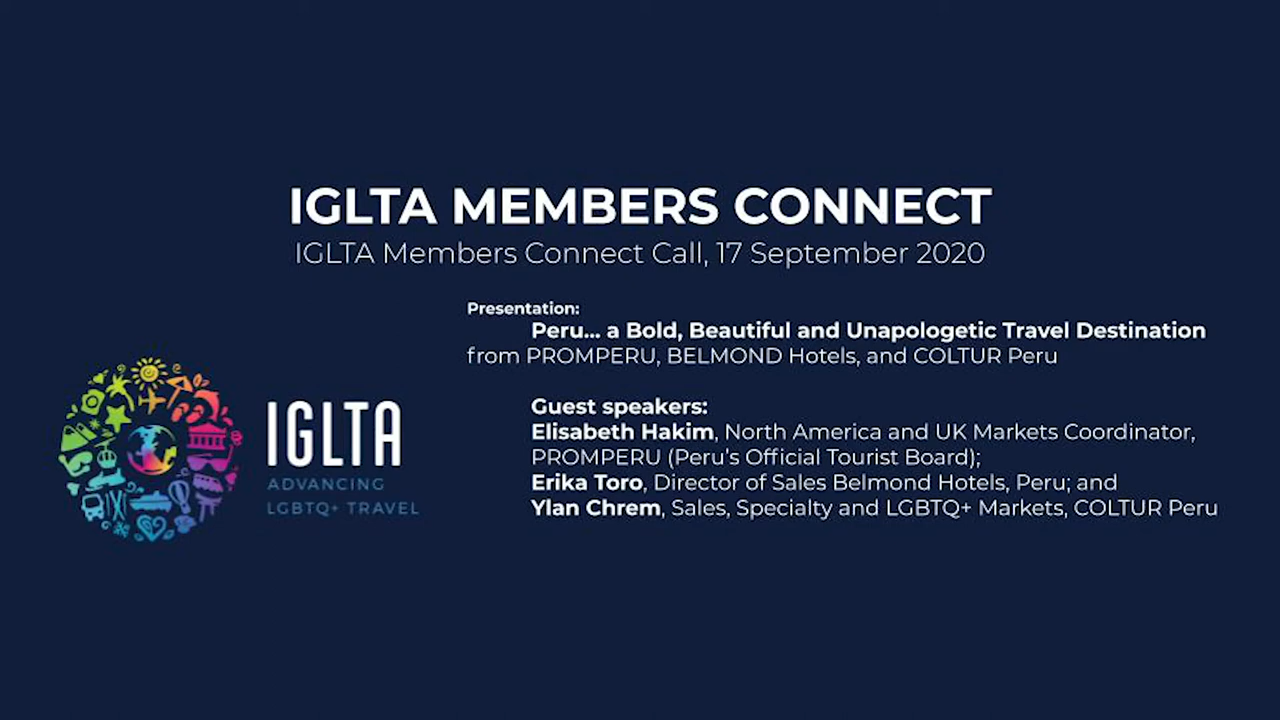 IGLTA MEMBERS CONNECT
IGLTA Members Connect Call, 17 September 2020
Presentation:
Peru... a Bold, Beautiful and Unapologetic Travel Destination
from PROMPERU, BELMOND Hotels, and COLTUR Peru
IGLTA
ADVANCING
LGBTQ+ TRAVEL
Guest speakers:
Elisabeth Hakim, North America and UK Markets Coordinator,
PROMPERU (Peru's Official Tourist Board);
Erika Toro, Director of Sales Belmond Hotels, Peru; and
Ylan Chrem, Sales, Specialty and LGBTQ+ Markets, COLTUR Peru